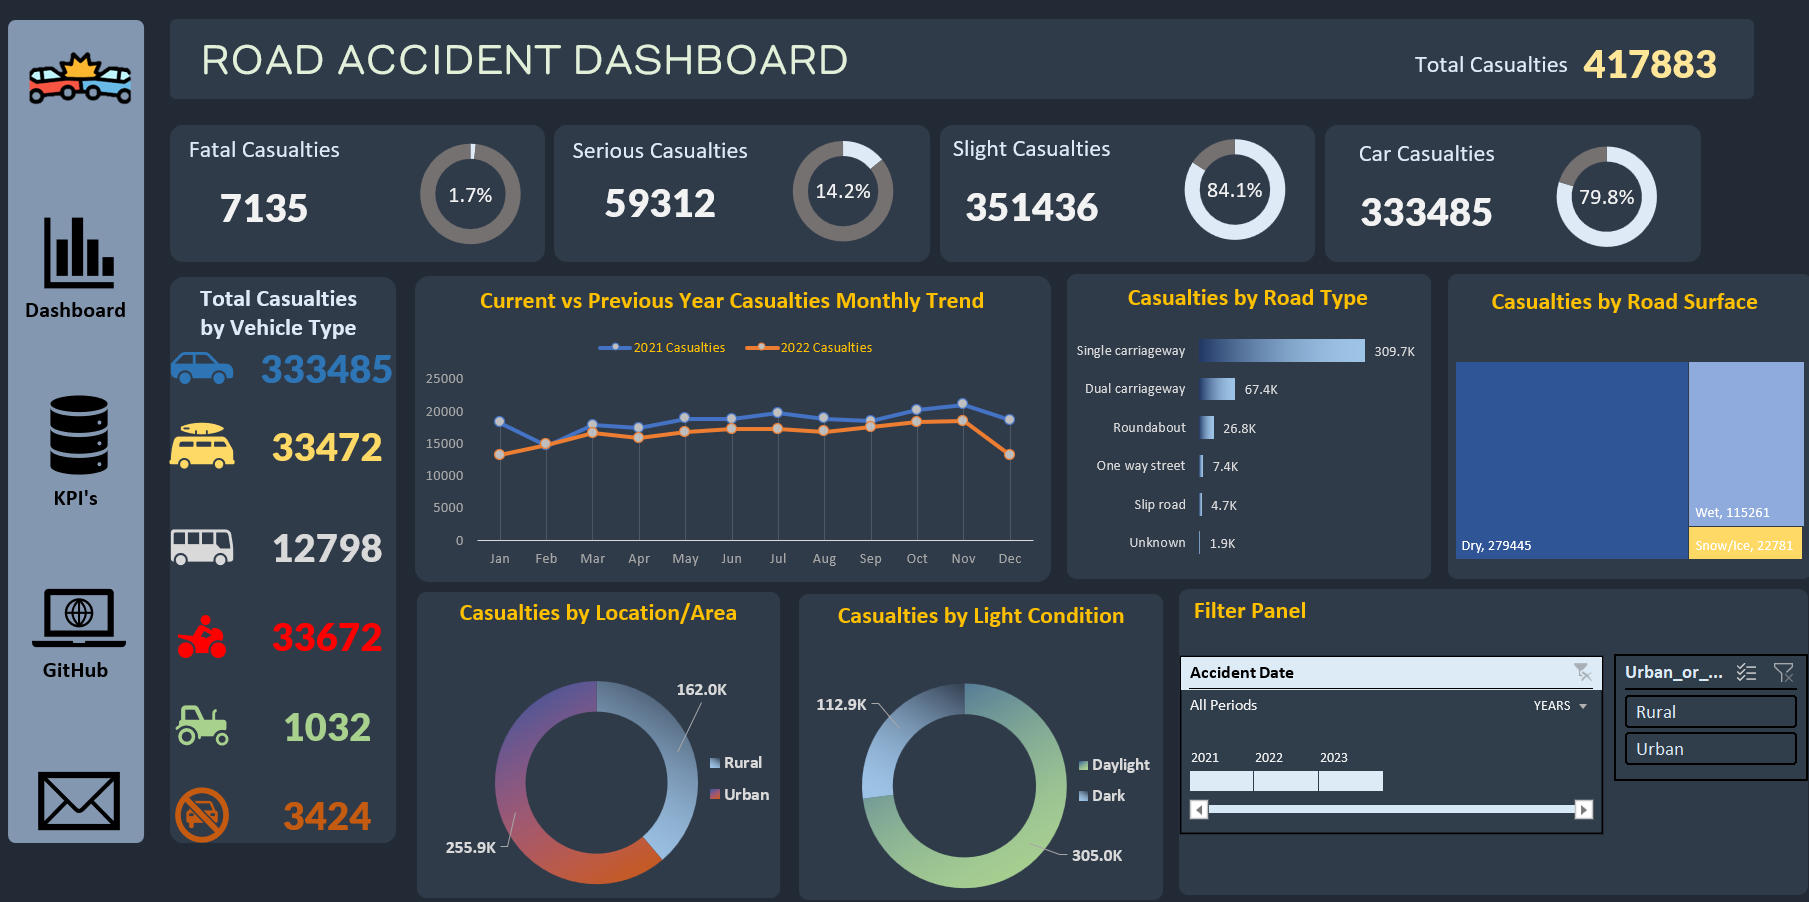 ROAD ACCIDENT DASHBOARD
Total Casualties 417883
Fatal Casualties
7135
1.7%
Serious Casualties
59312
14.2%
Slight Casualties
351436
84.1%
Car Casualties
333485
79.8%
Dashboard
KPI's
GitHub
Total Casualties
by Vehicle Type
333485
33472
12798
33672
1032
3424
Current vs Previous Year Casualties Monthly Trend
2021 Casualties
2022 Casualties
25000
20000
15000
10000
5000
0
Jan Feb Mar Apr May Jun Jul Aug Sep Oct Nov Dec
Casualties by Road Type
Single carriageway 309.7K
Dual carriageway 67.4K
Roundabout 26.8K
One way street 7.4K
Slip road 4.7K
Unknown 1.9K
Casualties by Road Surface
Wet, 115261
Dry, 279445
Snow/Ice, 22781
Casualties by Location/Area
162.0K
Rural
Urban
255.9K
Casualties by Light Condition
112.9K
Daylight
Dark
305.0K
Filter Panel
Accident Date
All Periods
YEARS
2021 2022 2023
Urban_or_...
Rural
Urban